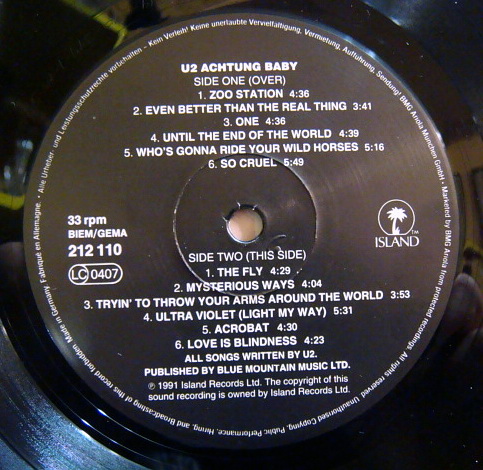 U2 ACHTUNG BABY
SIDE ONE (OVER)
1. ZOO STATION 4:36
2. EVEN BETTER THAN THE REAL THING 3:41
3. ONE 4:36
4. UNTIL THE END OF THE WORLD 4:39
5. WHO'S GONNA RIDE YOUR WILD HORSES 5:16
6. SO CRUEL 5:49
33 rpm
BIEM/GEMA
212 110
LC 0407
ISLAND
TM
SIDE TWO (THIS SIDE)
1. THE FLY 4:29
2. MYSTERIOUS WAYS 4:04
3. TRYIN' TO THROW YOUR ARMS AROUND THE WORLD 3:53
4. ULTRA VIOLET (LIGHT MY WAY) 5:31
5. ACROBAT 4:30
6. LOVE IS BLINDNESS 4:23
ALL SONGS WRITTEN BY U2.
PUBLISHED BY BLUE MOUNTAIN MUSIC LTD.
℗ 1991 Island Records Ltd. The copyright of this
sound recording is owned by Island Records Ltd.
Made in Germany. Fabriqué en Allemagne. • Alle Urheber- und Leistungsschutzrechte vorbehalten - Kein Verleih! Keine unerlaubte Vervielfältigung, Vermietung, Aufführung, Sendung! BMG Ariola München GmbH, Germany - Marketed by BMG Ariola from protected recordings. All rights reserved. Unauthorised Copying, Public Performance, Hiring, and Broadcasting of this record forbidden.